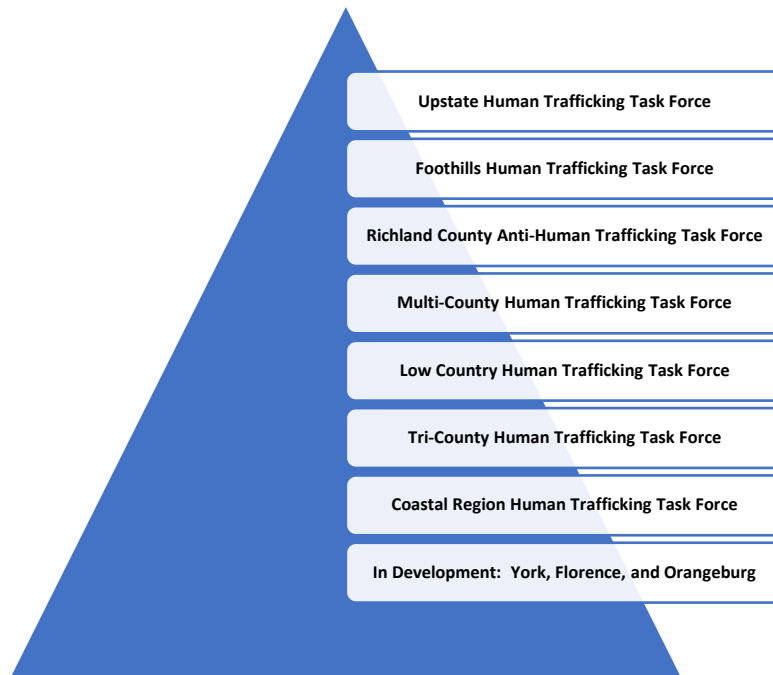 Upstate Human Trafficking Task Force
Foothills Human Trafficking Task Force
Richland County Anti-Human Trafficking Task Force
Multi-County Human Trafficking Task Force
Low Country Human Trafficking Task Force
Tri-County Human Trafficking Task Force
Coastal Region Human Trafficking Task Force
In Development:  York, Florence, and Orangeburg